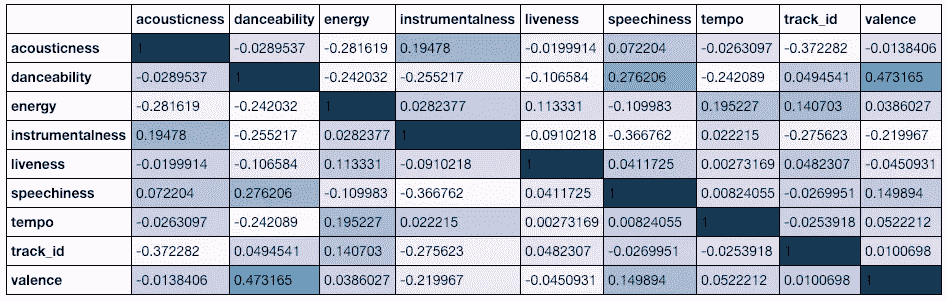 acousticness danceability energy instrumentalness liveness speechiness tempo track_id valence
acousticness 1 -0.0289537 -0.281619 0.19478 -0.0199914 0.072204 -0.0263097 -0.372282 -0.0138406
danceability -0.0289537 1 -0.242032 -0.255217 -0.106584 0.276206 -0.242089 0.0494541 0.473165
energy -0.281619 -0.242032 1 0.0282377 0.113331 -0.109983 0.195227 0.140703 0.0386027
instrumentalness 0.19478 -0.255217 0.0282377 1 -0.0910218 -0.366762 0.022215 -0.275623 -0.219967
liveness -0.0199914 -0.106584 0.113331 -0.0910218 1 0.0411725 0.00273169 0.0482307 -0.0450931
speechiness 0.072204 0.276206 -0.109983 -0.366762 0.0411725 1 0.00824055 -0.0269951 0.149894
tempo -0.0263097 -0.242089 0.195227 0.022215 0.00273169 0.00824055 1 -0.0253918 0.0522212
track_id -0.372282 0.0494541 0.140703 -0.275623 0.0482307 -0.0269951 -0.0253918 1 0.0100698
valence -0.0138406 0.473165 0.0386027 -0.219967 -0.0450931 0.149894 0.0522212 0.0100698 1